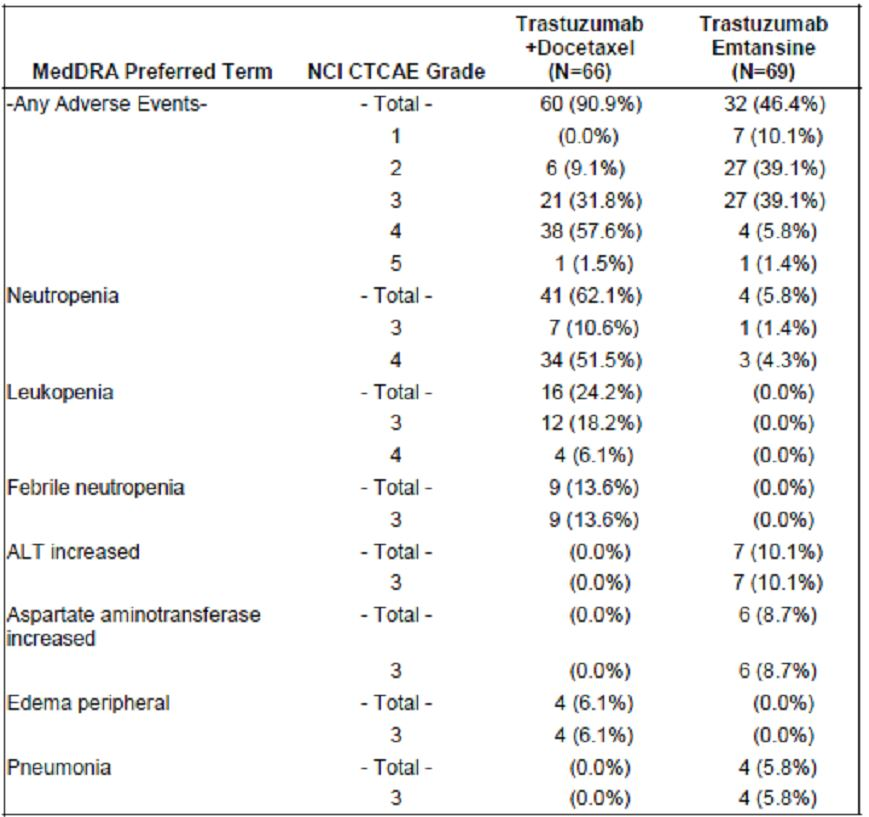 MedDRA Preferred Term NCI CTCAE Grade Trastuzumab +Docetaxel (N=66) Trastuzumab Emtansine (N=69)
-Any Adverse Events- - Total - 60 (90.9%) 32 (46.4%)
1 (0.0%) 7 (10.1%)
2 6 (9.1%) 27 (39.1%)
3 21 (31.8%) 27 (39.1%)
4 38 (57.6%) 4 (5.8%)
5 1 (1.5%) 1 (1.4%)
Neutropenia - Total - 41 (62.1%) 4 (5.8%)
3 7 (10.6%) 1 (1.4%)
4 34 (51.5%) 3 (4.3%)
Leukopenia - Total - 16 (24.2%) (0.0%)
3 12 (18.2%) (0.0%)
4 4 (6.1%) (0.0%)
Febrile neutropenia - Total - 9 (13.6%) (0.0%)
3 9 (13.6%) (0.0%)
ALT increased - Total - (0.0%) 7 (10.1%)
3 (0.0%) 7 (10.1%)
Aspartate aminotransferase - Total - (0.0%) 6 (8.7%)
increased
3 (0.0%) 6 (8.7%)
Edema peripheral - Total - 4 (6.1%) (0.0%)
3 4 (6.1%) (0.0%)
Pneumonia - Total - (0.0%) 4 (5.8%)
3 (0.0%) 4 (5.8%)